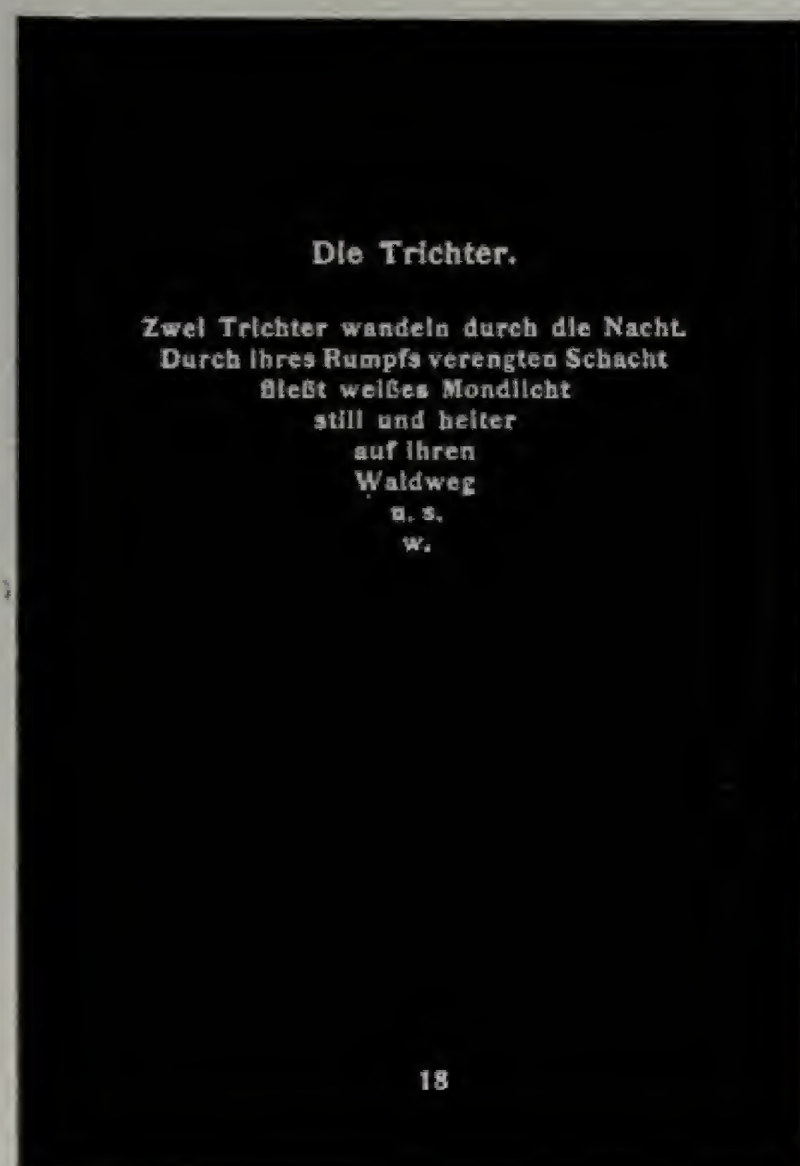 Die Trichter.
Zwei Trichter wandeln durch die Nacht.
Durch ihres Rumpfs verengten Schacht
fließt weißes Mondlicht
still und heiter
auf ihren
Waldweg
u. s.
w.
18